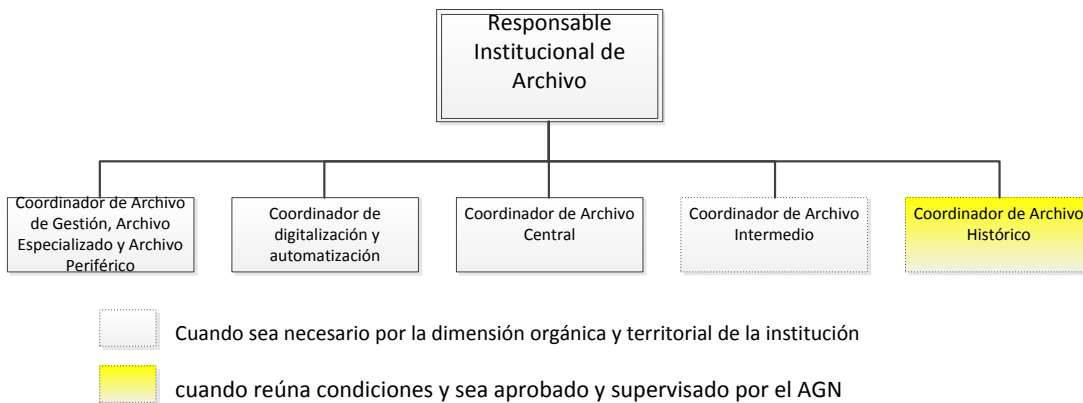 Responsable
Institucional de
Archivo
Coordinador de Archivo
de Gestión, Archivo
Especializado y Archivo
Periférico
Coordinador de
digitalización y
automatización
Coordinador de Archivo
Central
Coordinador de Archivo
Intermedio
Coordinador de Archivo
Histórico
Cuando sea necesario por la dimensión orgánica y territorial de la institución
cuando reúna condiciones y sea aprobado y supervisado por el AGN